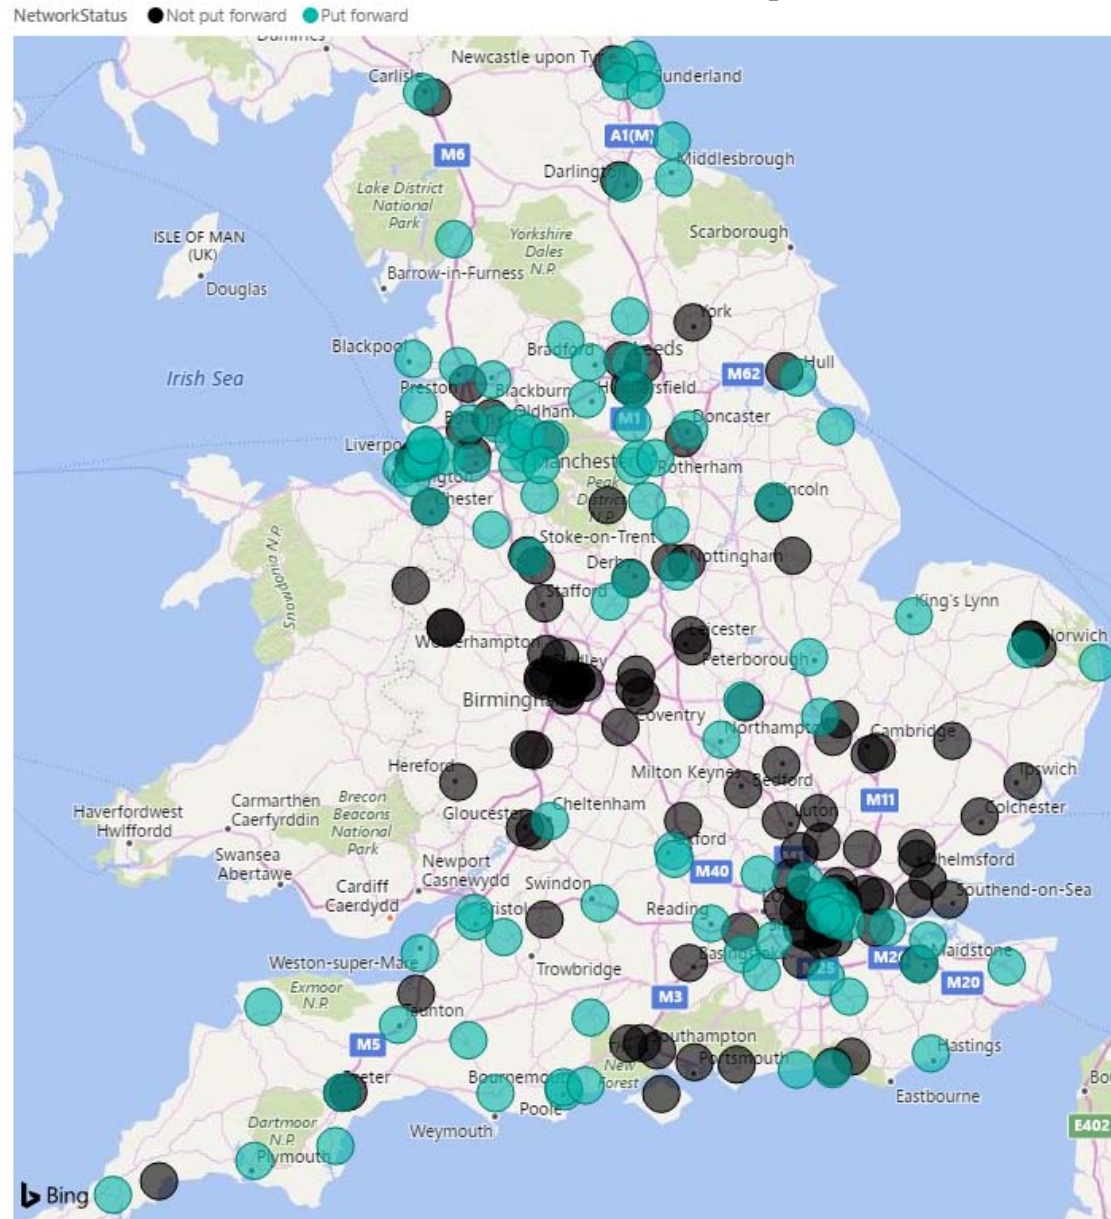 NetworkStatus Not put forward Put forward
Carlisle
Newcastle upon Tyne
Sunderland
A1(M)
M6
Darlington
Middlesbrough
Lake District
National
Park
Yorkshire
Dales
N.P.
Scarborough
ISLE OF MAN
(UK)
Douglas
Barrow-in-Furness
York
Blackpool
Bradford
Leeds
Irish Sea
M62
Hull
Preston
Blackburn
Oldham
M1
Doncaster
Manchester
Rotherham
Peak
District
N.P.
Chester
Lincoln
Snowdonia N.P.
Stoke-on-Trent
Derby
Nottingham
Stafford
King's Lynn
Wolverhampton
Leicester
Norwich
Peterborough
Birmingham
Coventry
Northampton
Cambridge
Hereford
Milton Keynes
Bedford
Ipswich
Haverfordwest
Hwlffordd
Carmarthen
Caerfyrddin
Brecon
Beacons
National
Park
Gloucester
Cheltenham
M11
Luton
Colchester
Oxford
Chelmsford
Swansea
Abertawe
Newport
Casnewydd
M40
Cardiff
Caerdydd
Swindon
Reading
Southend-on-Sea
Bristol
Weston-super-Mare
Trowbridge
Basingstoke
M25
Maidstone
M20
Exmoor
N.P.
M3
Taunton
M5
Southampton
Portsmouth
New
Forest
Hastings
Exeter
Bournemouth
Poole
Eastbourne
Weymouth
Dartmoor
N.P.
Plymouth
E402
Bing